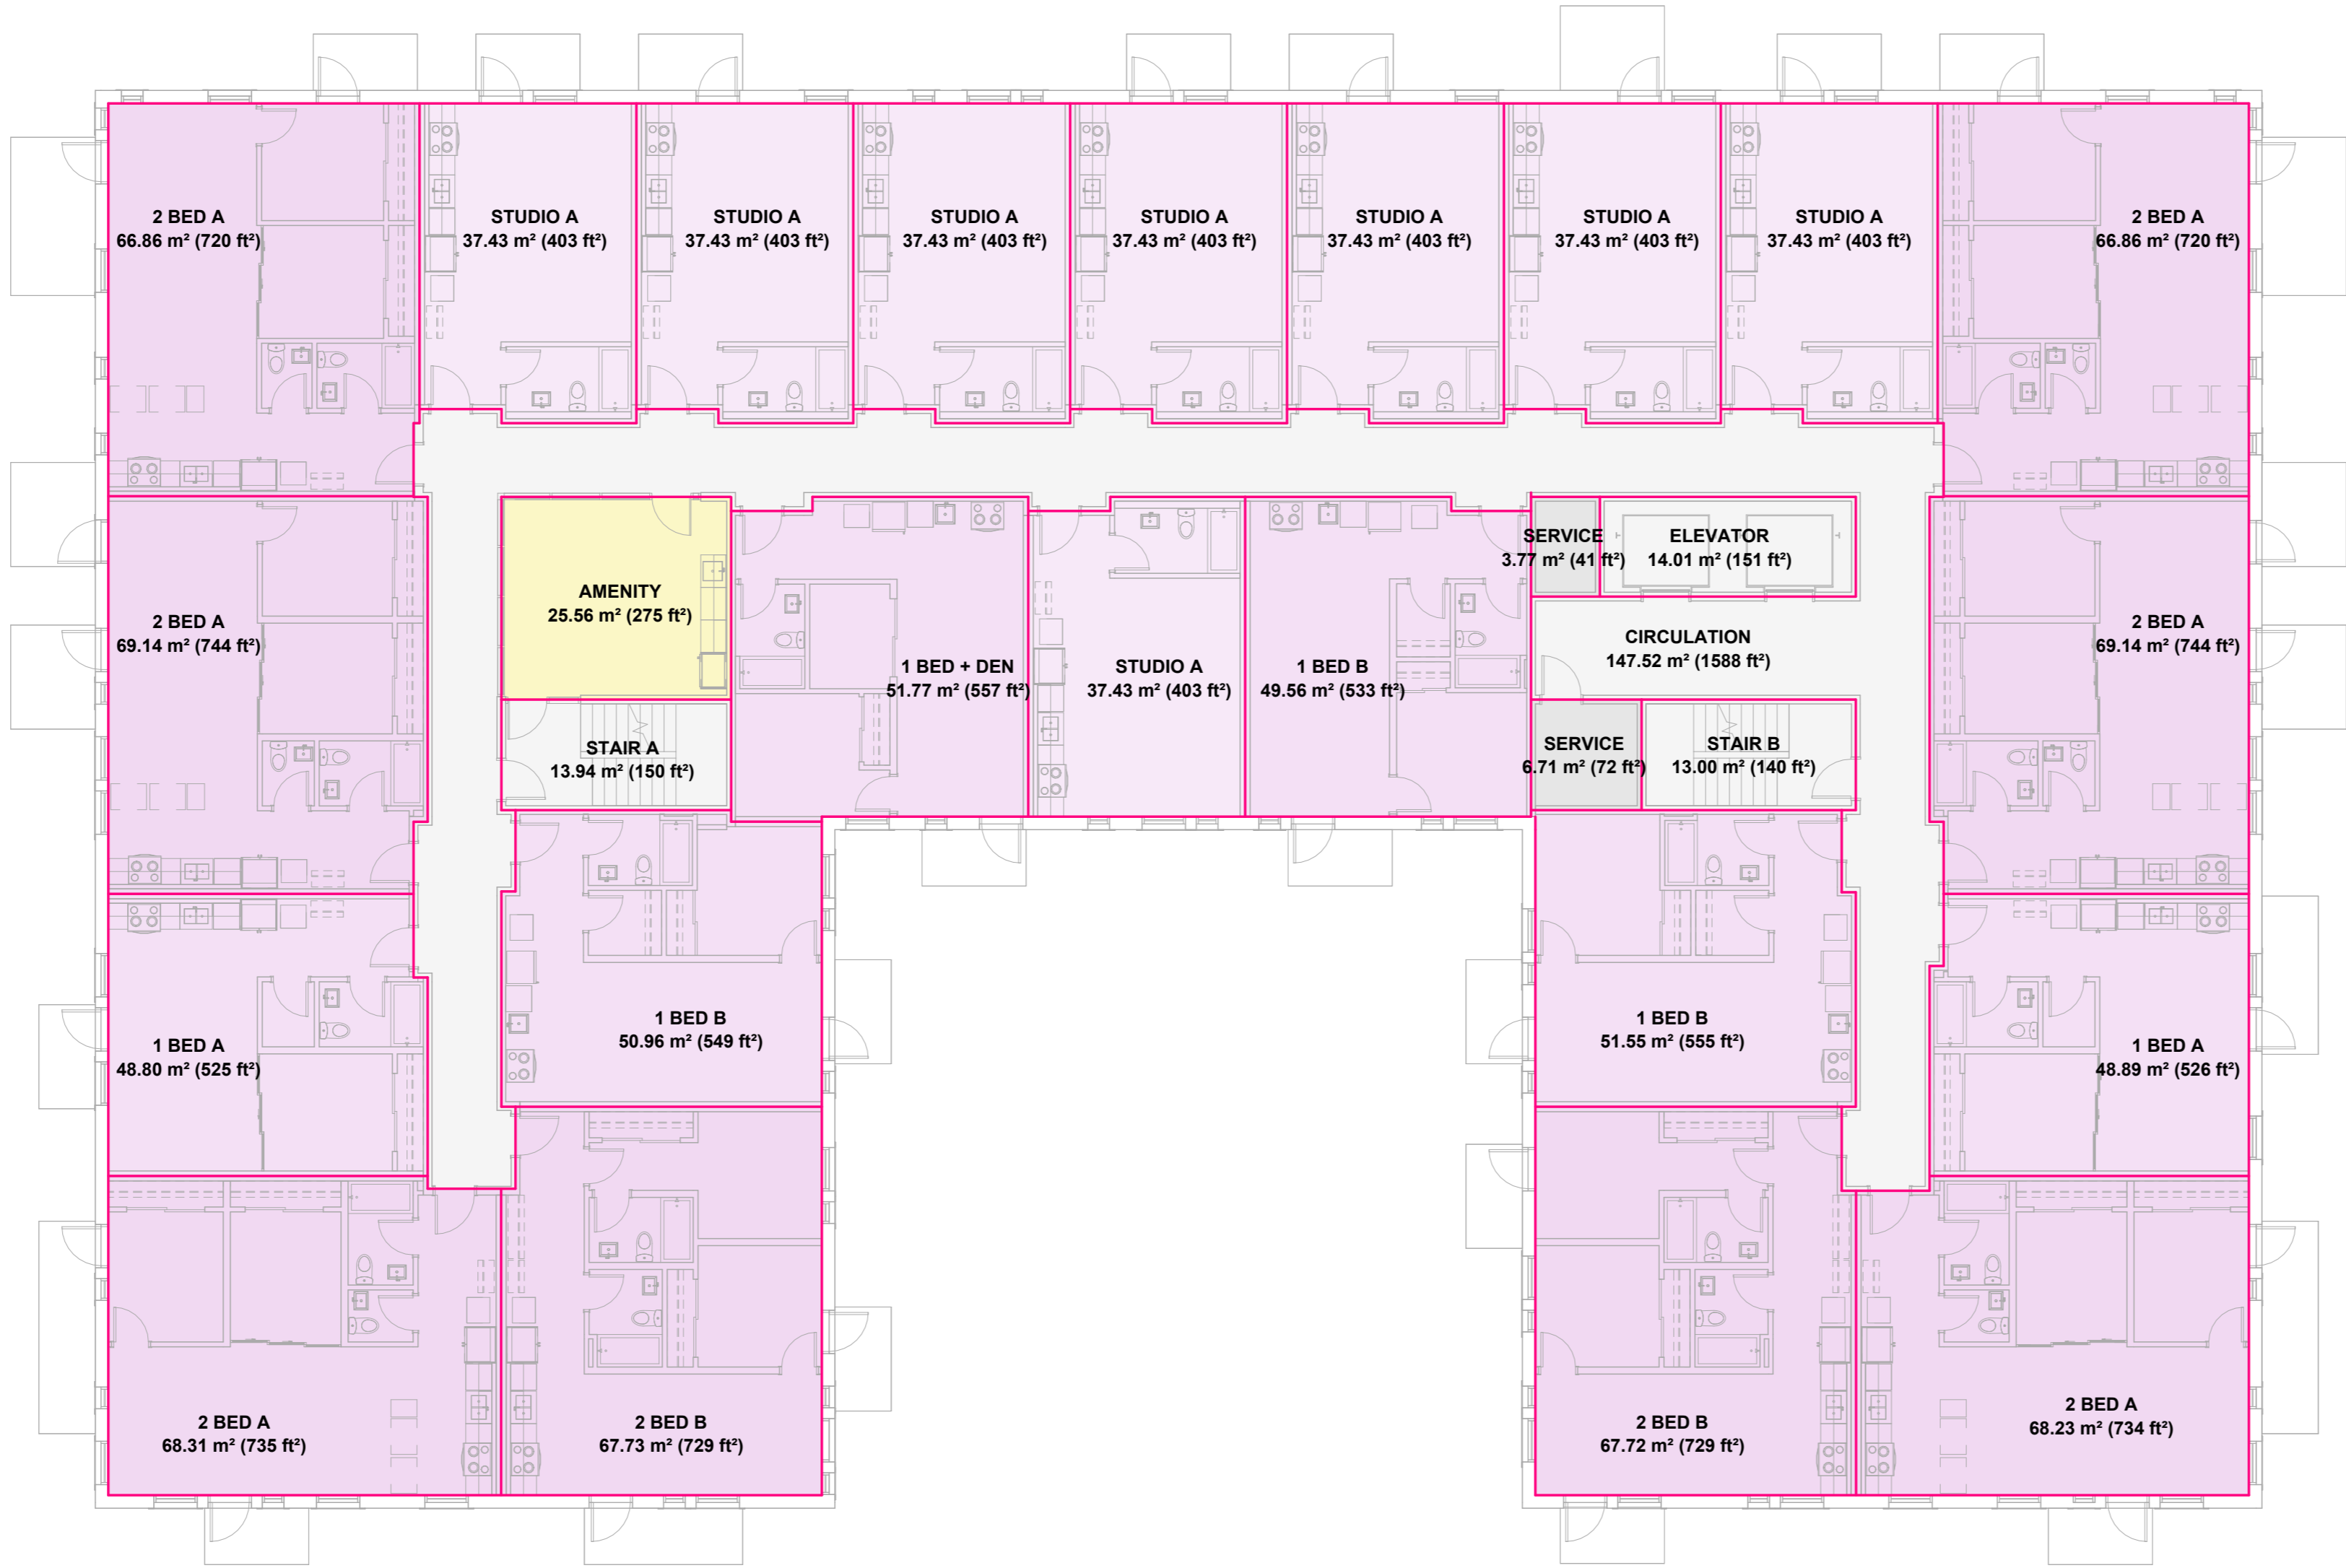 2 BED A
66.86 m² (720 ft²)
STUDIO A
37.43 m² (403 ft²)
STUDIO A
37.43 m² (403 ft²)
STUDIO A
37.43 m² (403 ft²)
STUDIO A
37.43 m² (403 ft²)
STUDIO A
37.43 m² (403 ft²)
STUDIO A
37.43 m² (403 ft²)
STUDIO A
37.43 m² (403 ft²)
2 BED A
66.86 m² (720 ft²)
2 BED A
69.14 m² (744 ft²)
AMENITY
25.56 m² (275 ft²)
1 BED + DEN
51.77 m² (557 ft²)
STUDIO A
37.43 m² (403 ft²)
1 BED B
49.56 m² (533 ft²)
SERVICE
3.77 m² (41 ft²)
ELEVATOR
14.01 m² (151 ft²)
CIRCULATION
147.52 m² (1588 ft²)
2 BED A
69.14 m² (744 ft²)
STAIR A
13.94 m² (150 ft²)
SERVICE
6.71 m² (72 ft²)
STAIR B
13.00 m² (140 ft²)
1 BED A
48.80 m² (525 ft²)
1 BED B
50.96 m² (549 ft²)
1 BED B
51.55 m² (555 ft²)
1 BED A
48.89 m² (526 ft²)
2 BED A
68.31 m² (735 ft²)
2 BED B
67.73 m² (729 ft²)
2 BED B
67.72 m² (729 ft²)
2 BED A
68.23 m² (734 ft²)